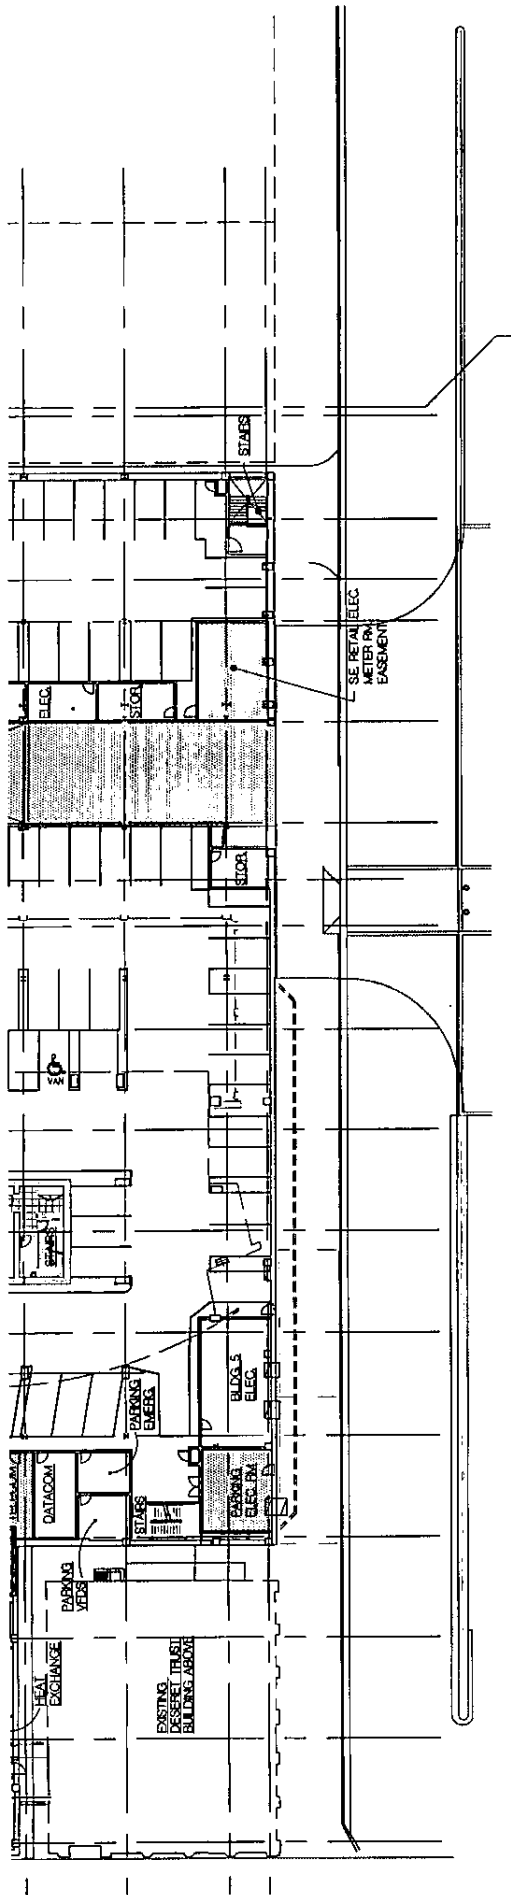 STAIRS
S.E. RETAIL ELEC.
METER RM.
EASEMENT
ELEC.
STOR.
STOR.
VAN
STAIRS
BLDG. 5
ELEC.
PARKING
EMERG.
TELECOM
DATACOM
STAIRS
PARKING
ELEC. RM.
PARKING
VFDS
HEAT
EXCHANGE
EXISTING
DESERET TRUST
BUILDING ABOVE